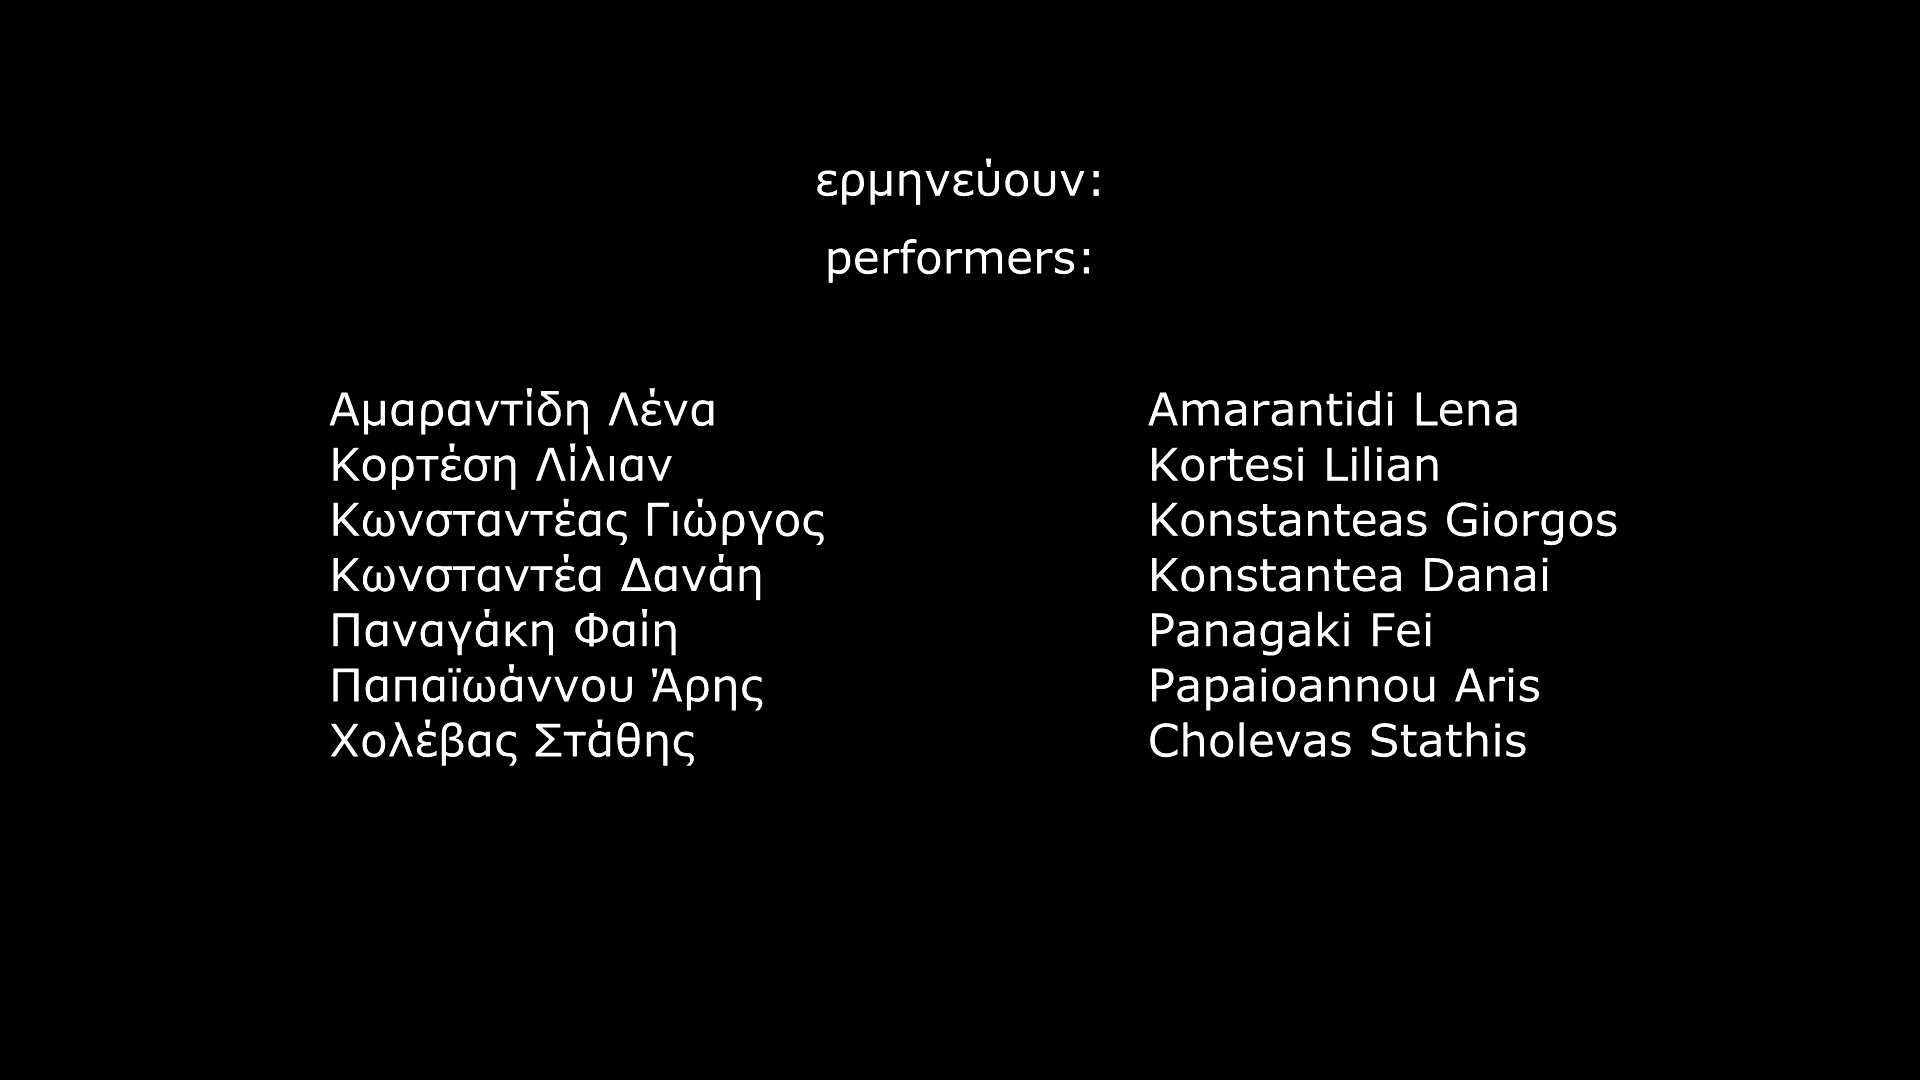 ερμηνεύουν:
performers:
Αμαραντίδη Λένα
Κορτέση Λίλιαν
Κωνσταντέας Γιώργος
Κωνσταντέα Δανάη
Παναγάκη Φαίη
Παπαϊωάννου Άρης
Χολέβας Στάθης
Amarantidi Lena
Kortesi Lilian
Konstanteas Giorgos
Konstantea Danai
Panagaki Fei
Papaioannou Aris
Cholevas Stathis